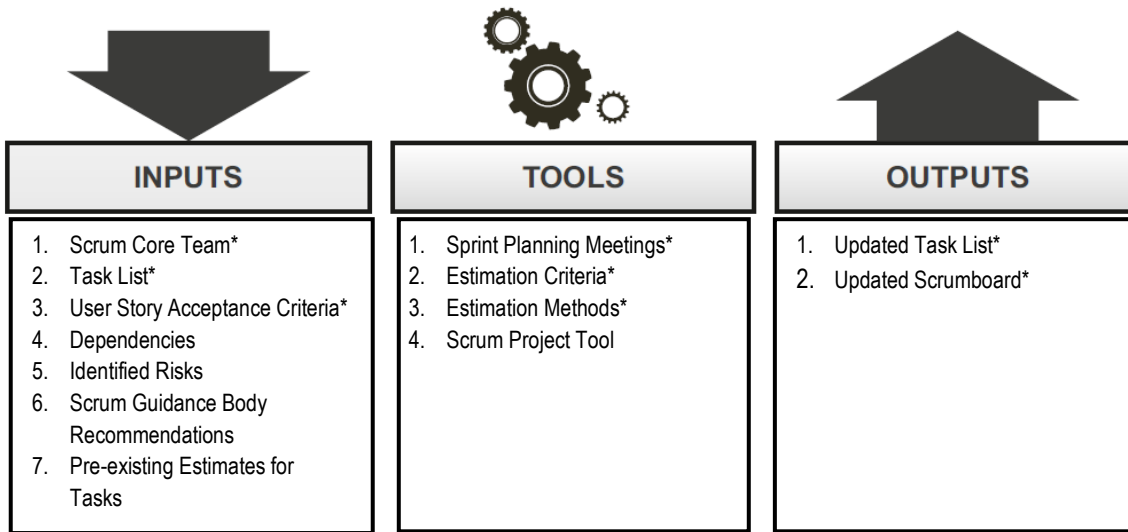 INPUTS
1. Scrum Core Team*
2. Task List*
3. User Story Acceptance Criteria*
4. Dependencies
5. Identified Risks
6. Scrum Guidance Body
Recommendations
7. Pre-existing Estimates for
Tasks
TOOLS
1. Sprint Planning Meetings*
2. Estimation Criteria*
3. Estimation Methods*
4. Scrum Project Tool
OUTPUTS
1. Updated Task List*
2. Updated Scrumboard*